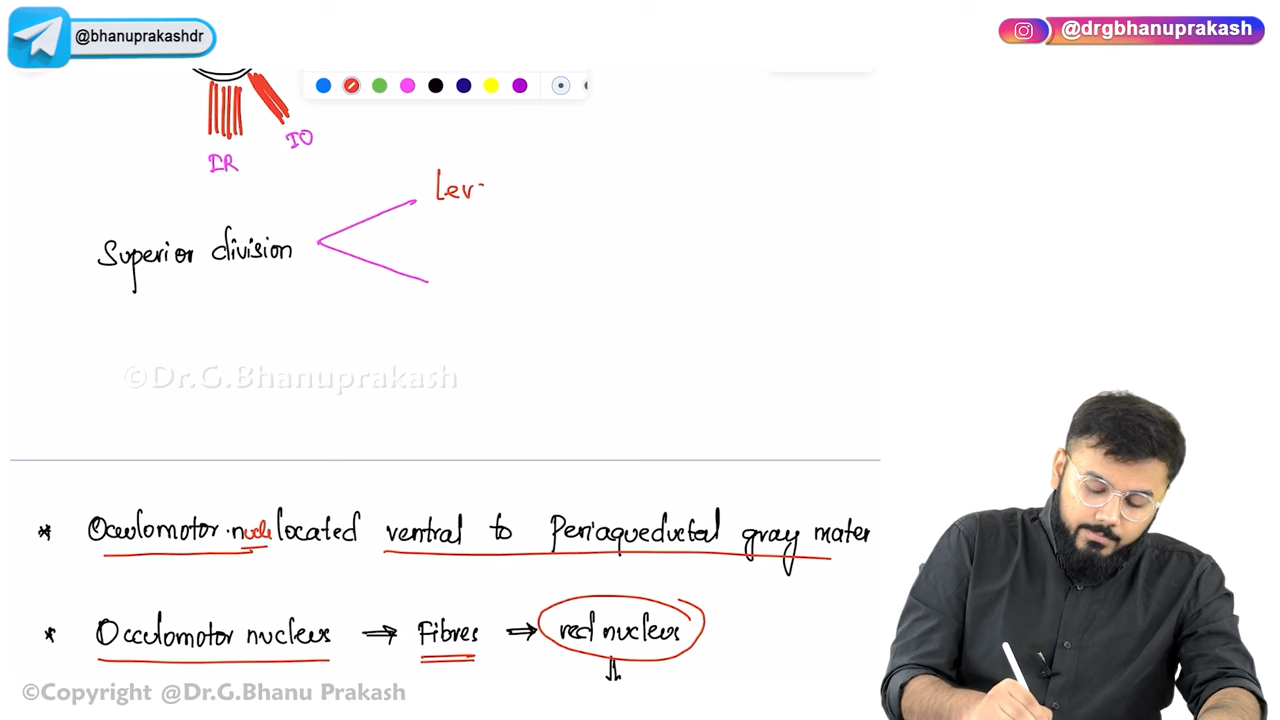 @bhanuprakashdr
@drgbhanuprakash
IO
IR
Lev
Superior division
©Dr.G.Bhanuprakash
* Occulomotor nuclei located ventral to Periaqueductal gray mater
* Occulomotor nucleus ⇒ Fibres ⇒ red nucleus
©Copyright @Dr.G.Bhanu Prakash